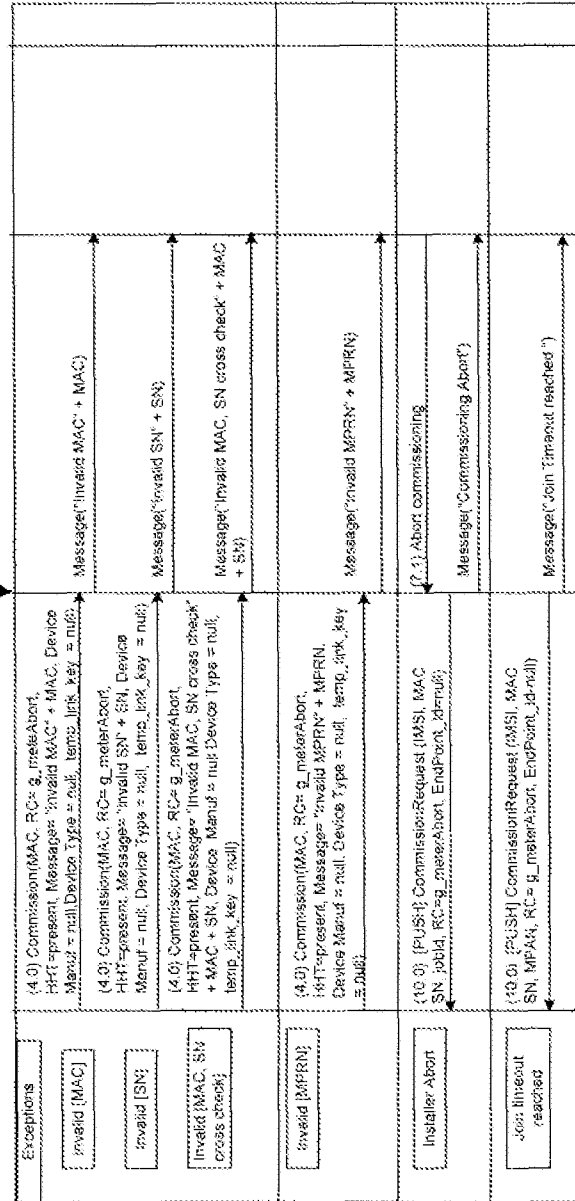 Exceptions
Invalid [MAC]
(4.0) Commission(MAC, RC= g_meterAbort,
HHT=present, Message= "Invalid MAC" + MAC, Device
Manuf = null, Device Type = null, temp_link_key = null)
Message("Invalid MAC" + MAC)
Invalid [SN]
(4.0) Commission(MAC, RC= g_meterAbort,
HHT=present, Message= "Invalid SN" + SN, Device
Manuf = null, Device Type = null, temp_link_key = null)
Message("Invalid SN" + SN)
Invalid [MAC, SN
cross check]
(4.0) Commission(MAC, RC= g_meterAbort,
HHT=present, Message= "Invalid MAC, SN cross check"
+ MAC + SN, Device Manuf = null Device Type = null,
temp_link_key = null)
Message("Invalid MAC, SN cross check" + MAC
+ SN)
Invalid [MPRN]
(4.0) Commission(MAC, RC= g_meterAbort,
HHT=present, Message= "Invalid MPRN" + MPRN,
Device Manuf = null, Device Type = null, temp_link_key
= null)
Message("Invalid MPRN" + MPRN)
Installer Abort
(10.0) [PUSH] CommissionRequest (IMSI, MAC
SN, jobId, RC=g_meterAbort, EndPoint_Id=null)
(7.1) Abort commissioning
Message("Commissioning Abort")
Join timeout
reached
(10.0) [PUSH] CommissionRequest (IMSI, MAC
SN, MPAN, RC= g_meterAbort, EndPoint_Id=null)
Message("Join Timeout reached ")